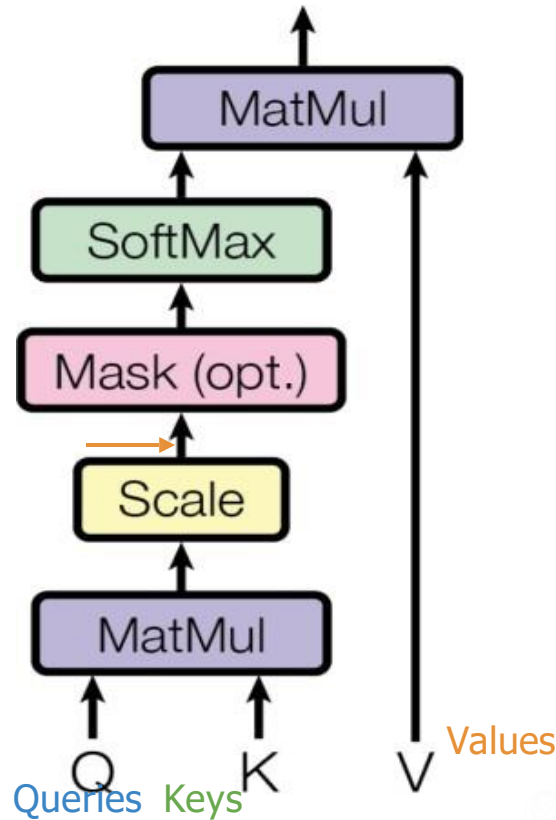 MatMul
SoftMax
Mask (opt.)
Scale
MatMul
Values
Q K V
Queries Keys